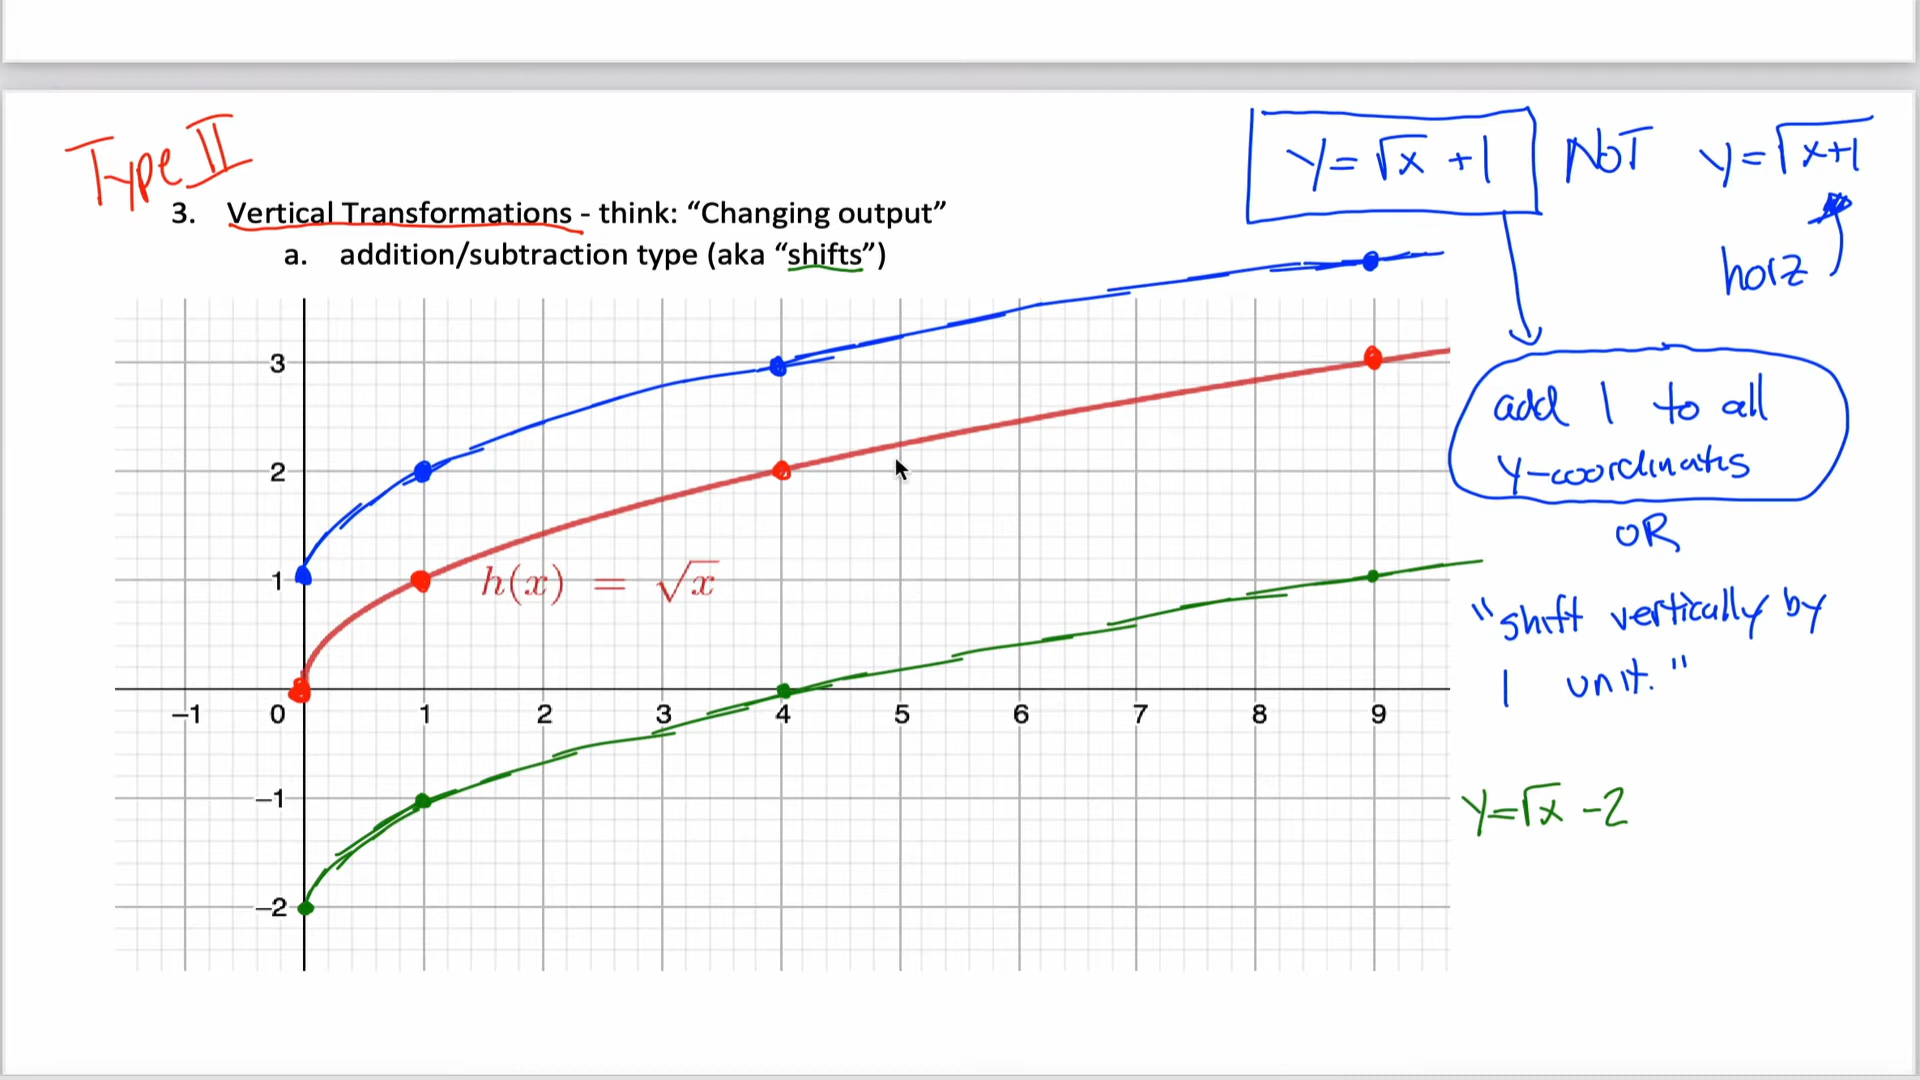 Type II
3. Vertical Transformations - think: “Changing output”
a. addition/subtraction type (aka “shifts”)
y = √x + 1 NOT y = √x+1
horz
add 1 to all
y-coordinates
OR
"shift vertically by
1 unit."
y = √x - 2
h(x) = √x
3
2
1
−1 0 1 2 3 4 5 6 7 8 9
−1
−2